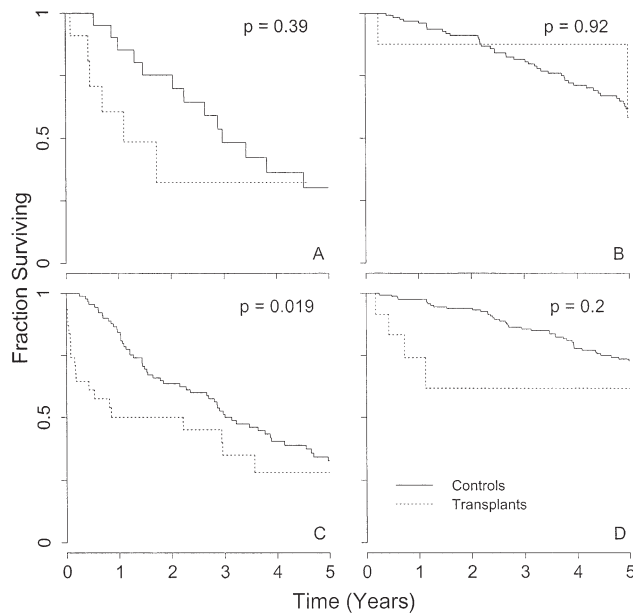 p = 0.39
p = 0.92
1
0.5
0
A
B
Fraction Surviving
p = 0.019
p = 0.2
1
0.5
0
Controls
Transplants
C
D
0 1 2 3 4 5 0 1 2 3 4 5
Time (Years)